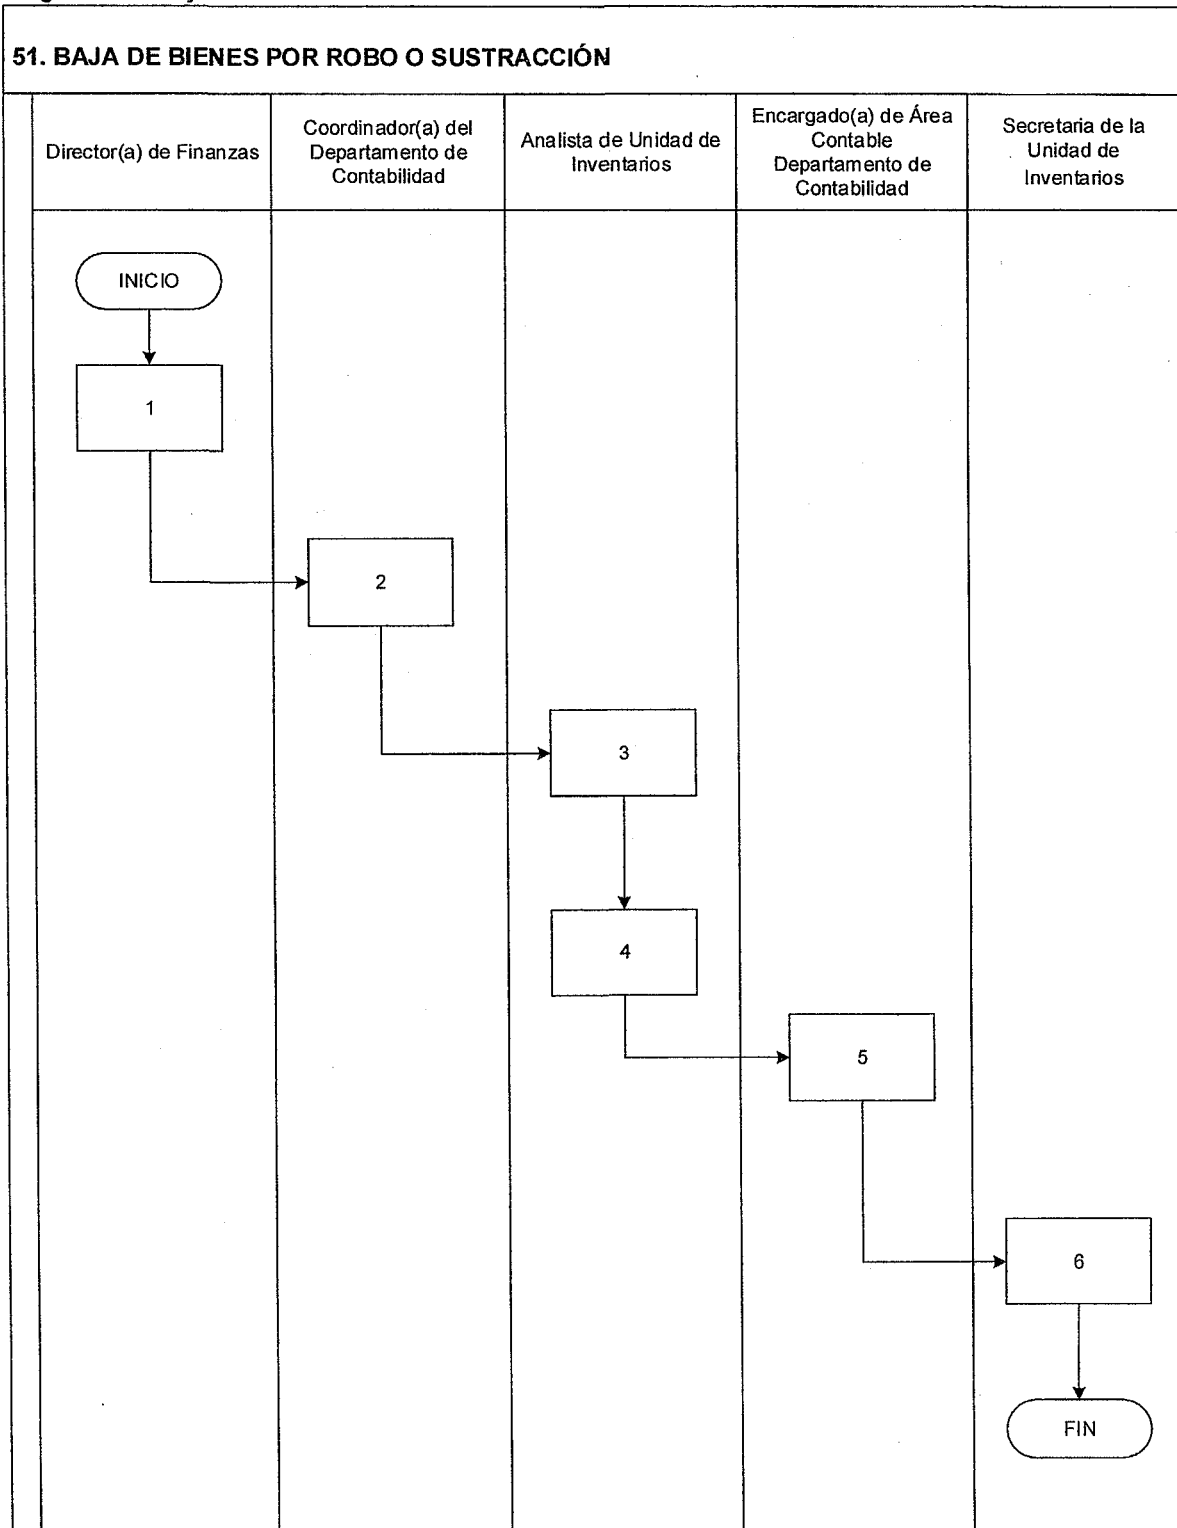 51. BAJA DE BIENES POR ROBO O SUSTRACCIÓN
Director(a) de Finanzas
Coordinador(a) del
Departamento de
Contabilidad
Analista de Unidad de
Inventarios
Encargado(a) de Área
Contable
Departamento de
Contabilidad
Secretaria de la
Unidad de
Inventarios
INICIO
1
2
3
4
5
6
FIN